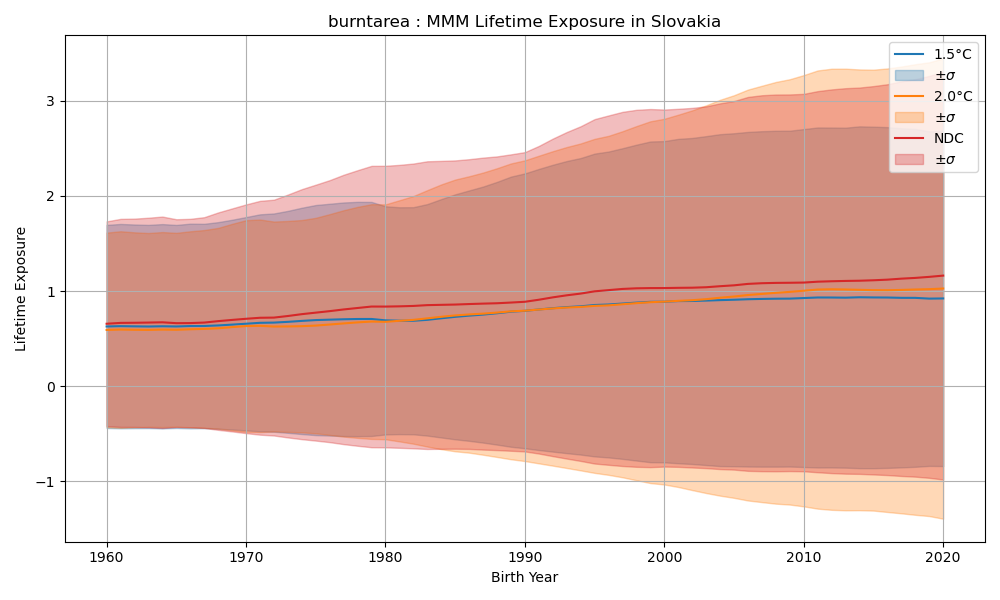 burntarea : MMM Lifetime Exposure in Slovakia
1.5°C
±σ
2.0°C
±σ
NDC
±σ
Lifetime Exposure
3
2
1
0
−1
1960 1970 1980 1990 2000 2010 2020
Birth Year